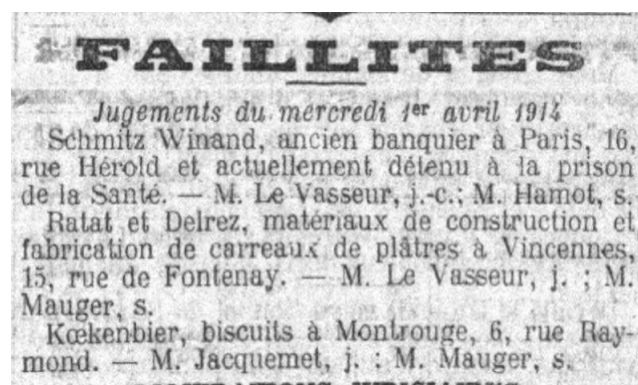 FAILLITES
Jugements du mercredi 1er avril 1914
Schmitz Winand, ancien banquier à Paris, 16,
rue Hérold et actuellement détenu à la prison
de la Santé. — M. Le Vasseur, j.-c.; M. Hamot, s.
Ratat et Delrez, matériaux de construction et
fabrication de carreaux de plâtres à Vincennes,
15, rue de Fontenay. — M. Le Vasseur, j. ; M.
Mauger, s.
Kœkenbier, biscuits à Montrouge, 6, rue Ray-
mond. — M. Jacquemet, j. : M. Mauger, s.